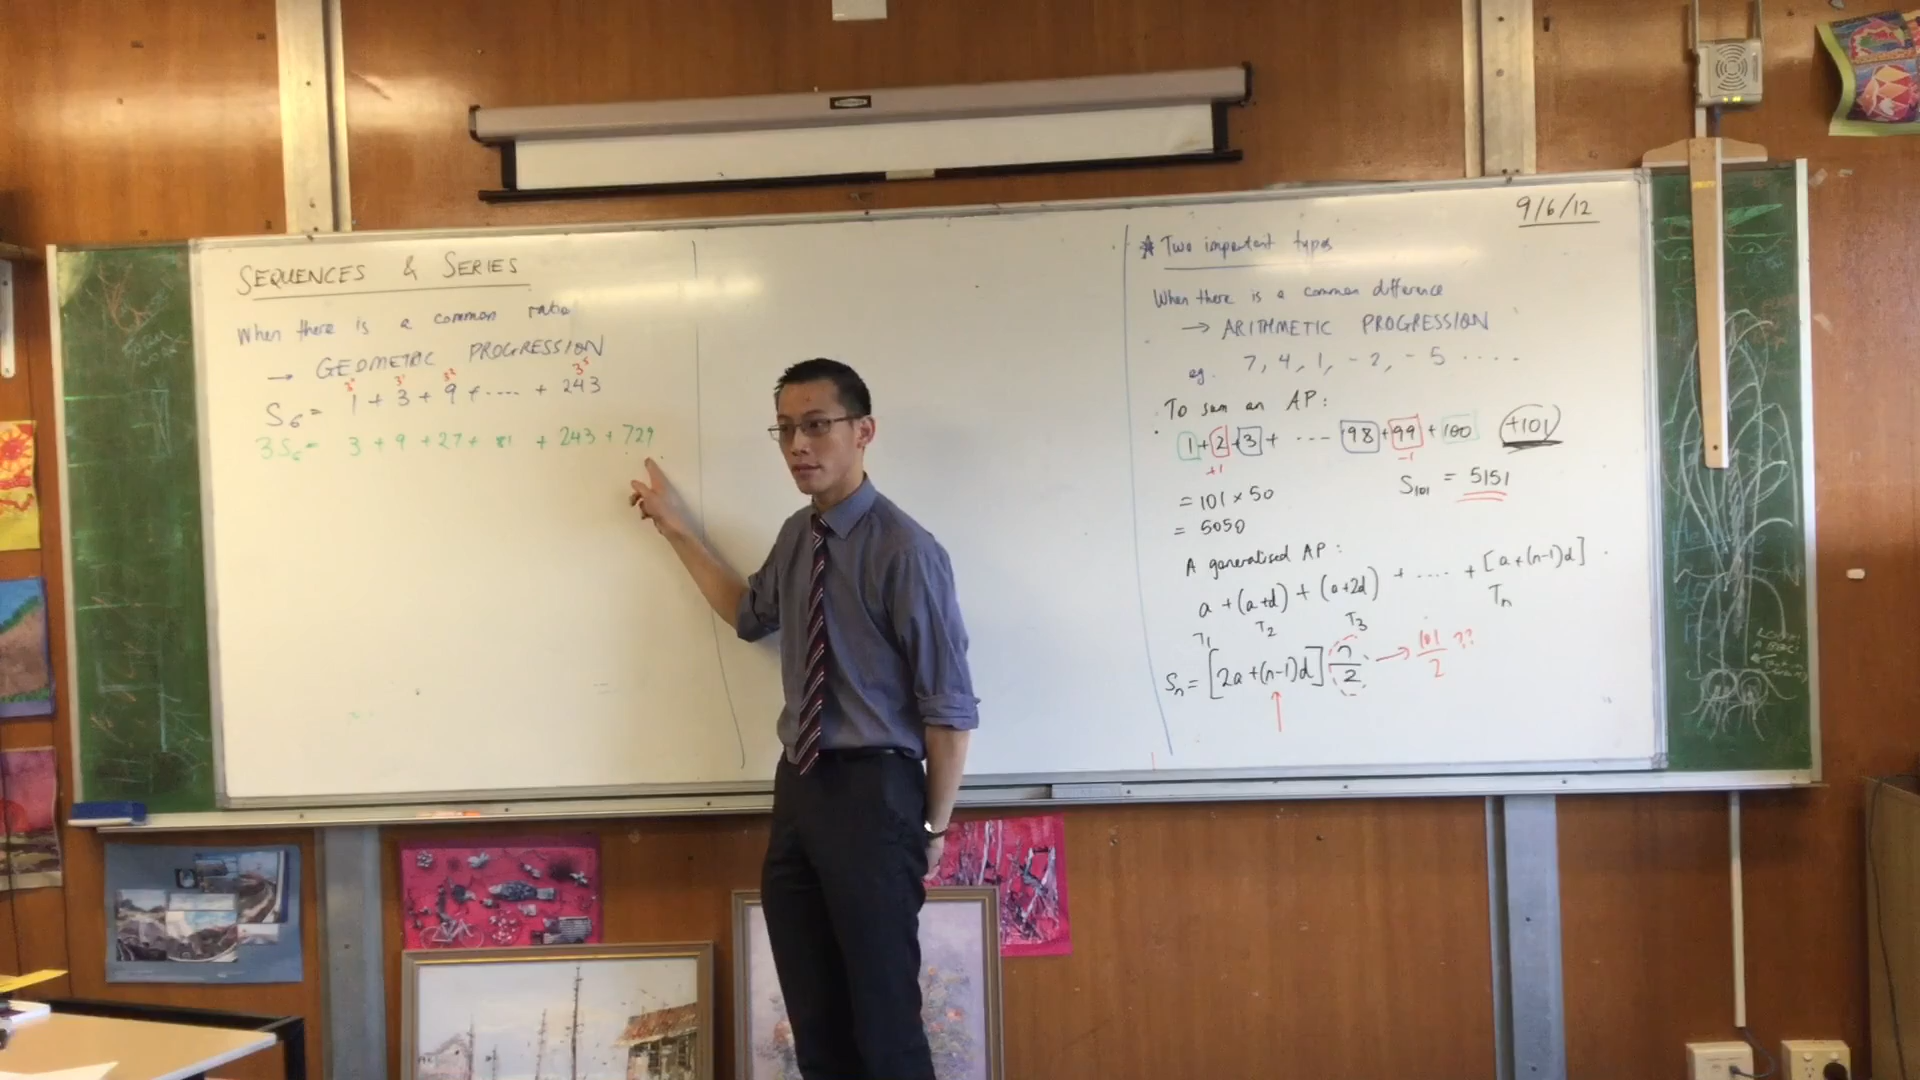 SEQUENCES & SERIES
When there is a common ratio
→ GEOMETRIC PROGRESSION
3⁰ 3¹ 3² 3⁵
S₆ = 1 + 3 + 9 + .... + 243
3S₆ = 3 + 9 + 27 + 81 + 243 + 729
9/6/12
* Two important types
When there is a common difference
→ ARITHMETIC PROGRESSION
eg. 7, 4, 1, -2, -5 ....
To sum an AP:
1 + 2 + 3 + ... 98 + 99 + 100 +101
+1 -1
= 101 × 50
S₁₀₁ = 5151
= 5050
A generalised AP:
a + (a+d) + (a+2d) + .... + [a+(n-1)d]
T₁ T₂ T₃ Tₙ
Sₙ = [2a+(n-1)d] n/2 → 101/2 ??